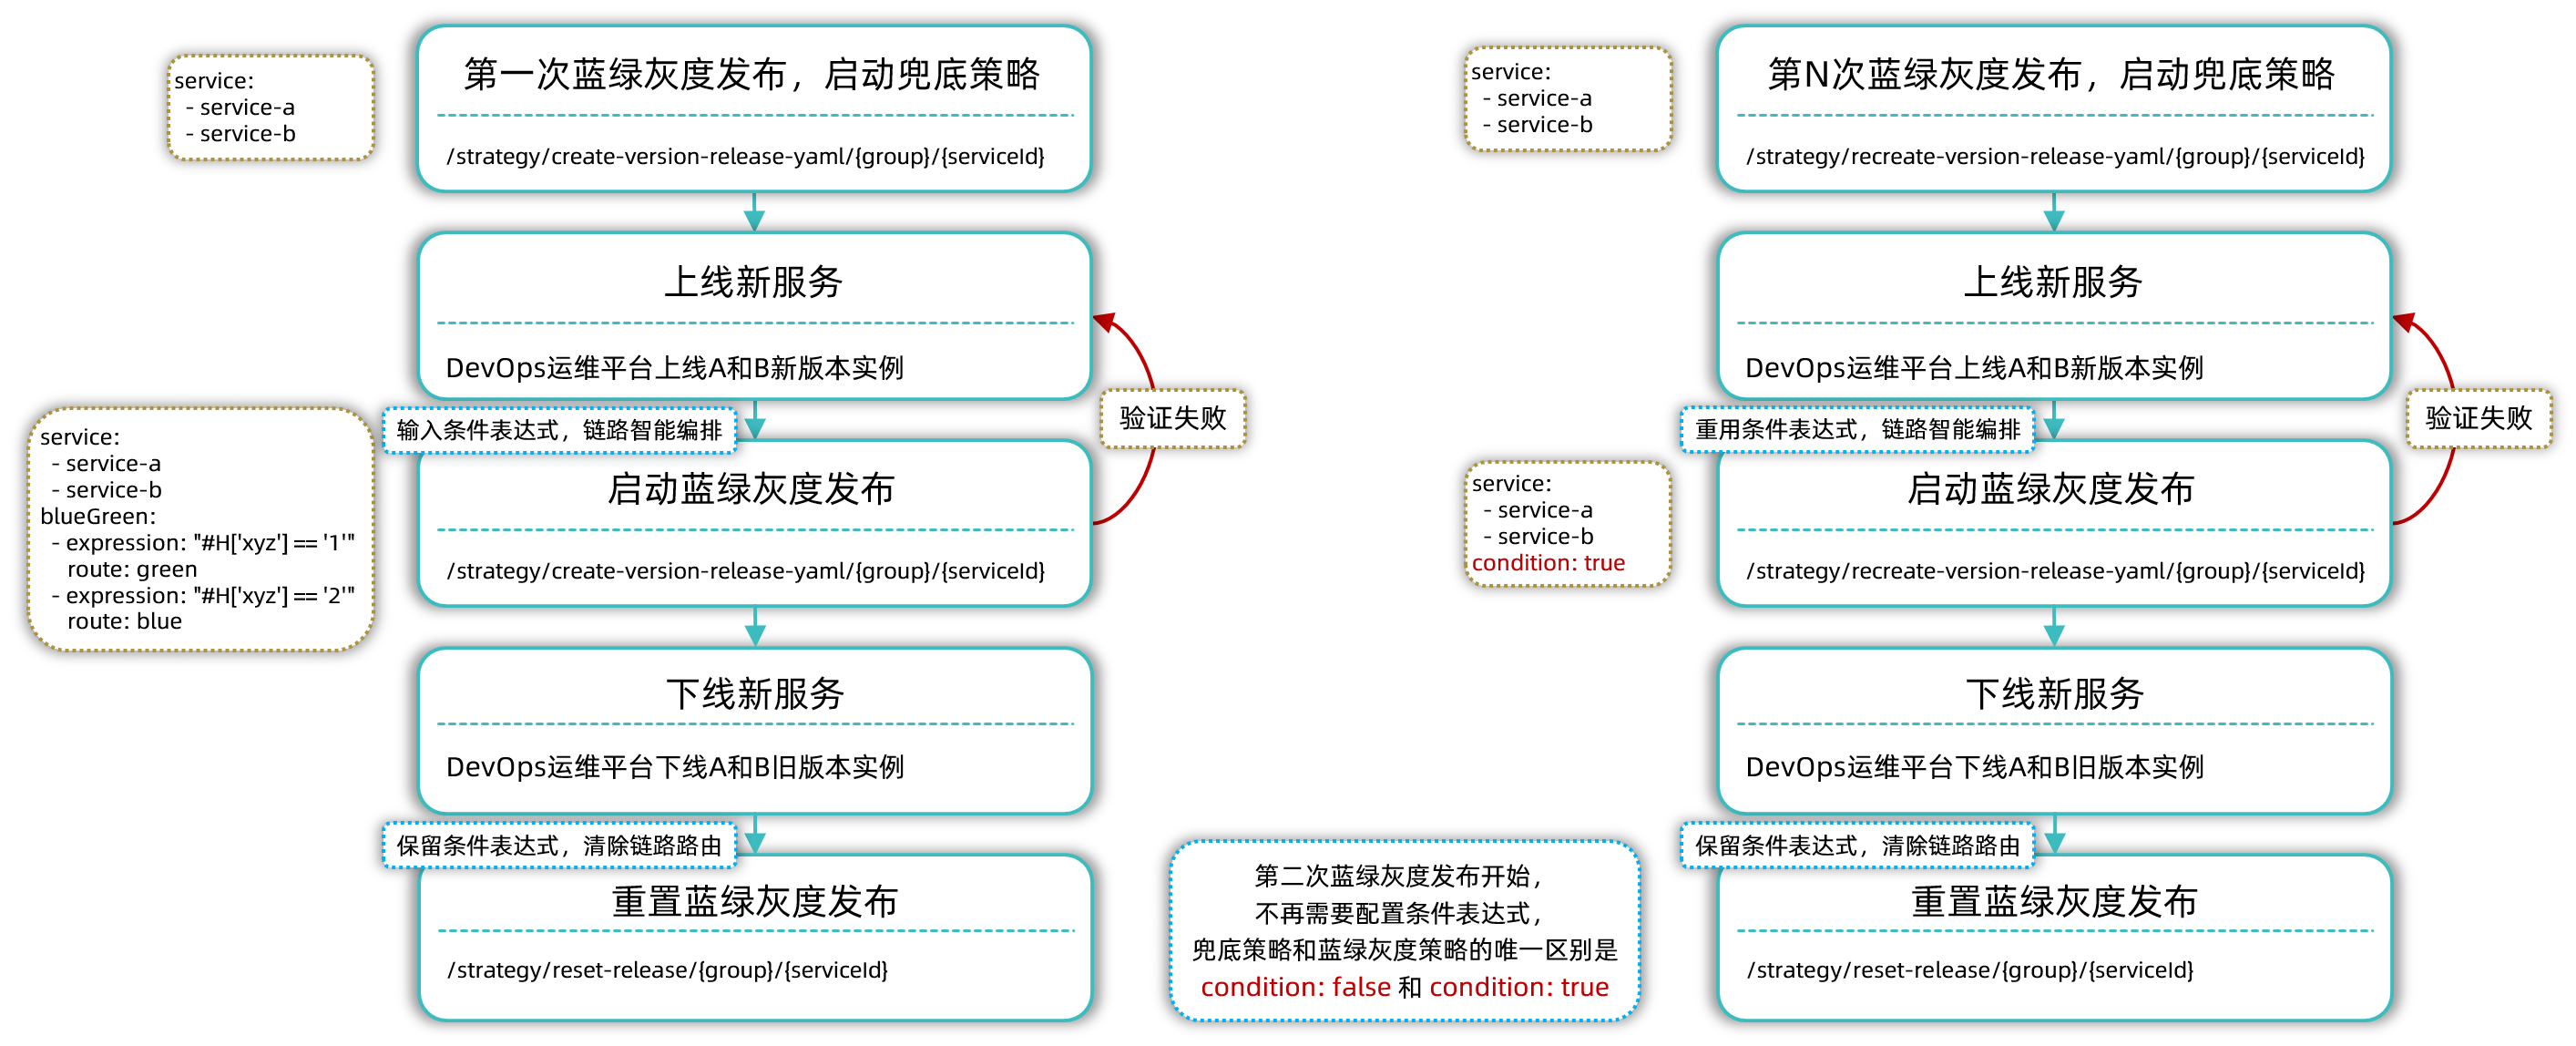 service:
- service-a
- service-b
第一次蓝绿灰度发布，启动兜底策略
/strategy/create-version-release-yaml/{group}/{serviceId}
上线新服务
DevOps运维平台上线A和B新版本实例
验证失败
输入条件表达式，链路智能编排
service:
- service-a
- service-b
blueGreen:
- expression: "#H['xyz'] == '1'"
route: green
- expression: "#H['xyz'] == '2'"
route: blue
启动蓝绿灰度发布
/strategy/create-version-release-yaml/{group}/{serviceId}
下线新服务
DevOps运维平台下线A和B旧版本实例
保留条件表达式，清除链路路由
重置蓝绿灰度发布
/strategy/reset-release/{group}/{serviceId}
第二次蓝绿灰度发布开始，
不再需要配置条件表达式，
兜底策略和蓝绿灰度策略的唯一区别是
condition: false 和 condition: true
service:
- service-a
- service-b
第N次蓝绿灰度发布，启动兜底策略
/strategy/recreate-version-release-yaml/{group}/{serviceId}
上线新服务
DevOps运维平台上线A和B新版本实例
验证失败
重用条件表达式，链路智能编排
service:
- service-a
- service-b
condition: true
启动蓝绿灰度发布
/strategy/recreate-version-release-yaml/{group}/{serviceId}
下线新服务
DevOps运维平台下线A和B旧版本实例
保留条件表达式，清除链路路由
重置蓝绿灰度发布
/strategy/reset-release/{group}/{serviceId}